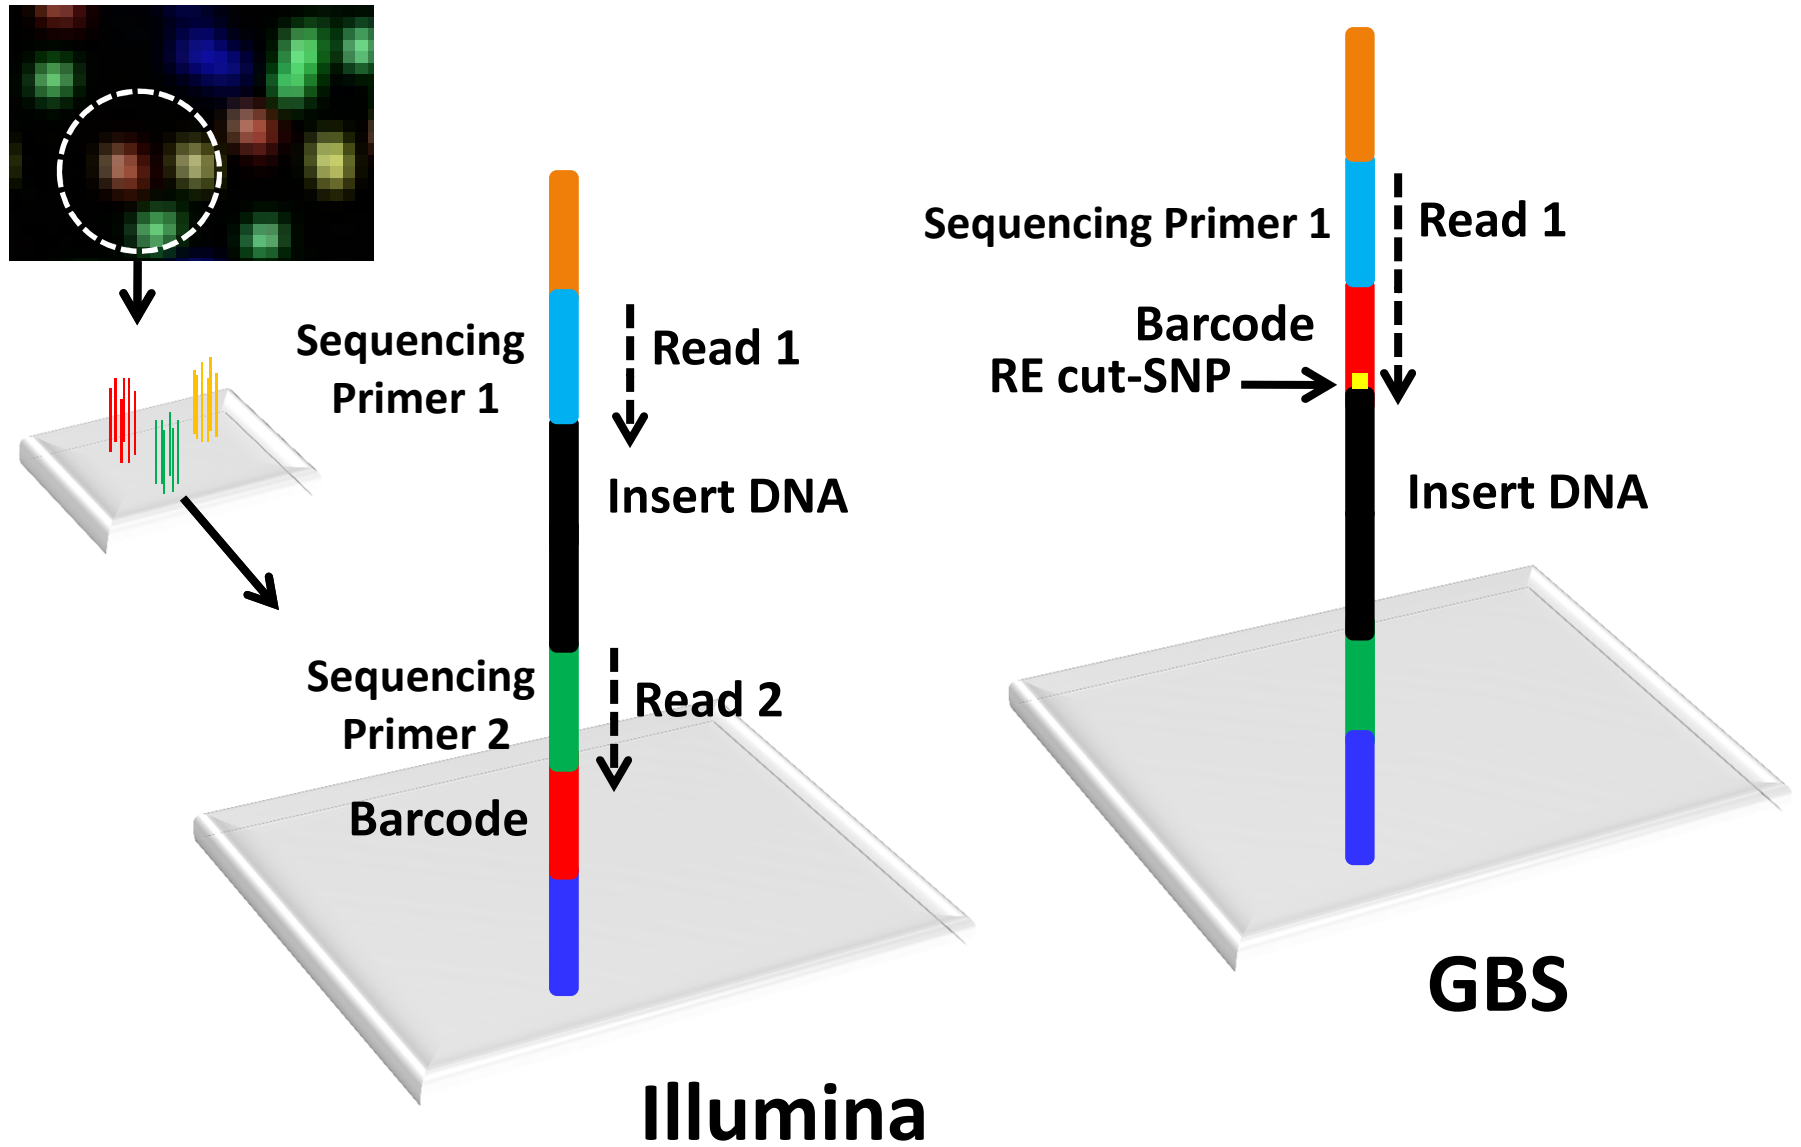 Sequencing
Primer 1
Read 1
Insert DNA
Sequencing
Primer 2
Read 2
Barcode
Illumina
Sequencing Primer 1
Read 1
Barcode
RE cut-SNP
Insert DNA
GBS